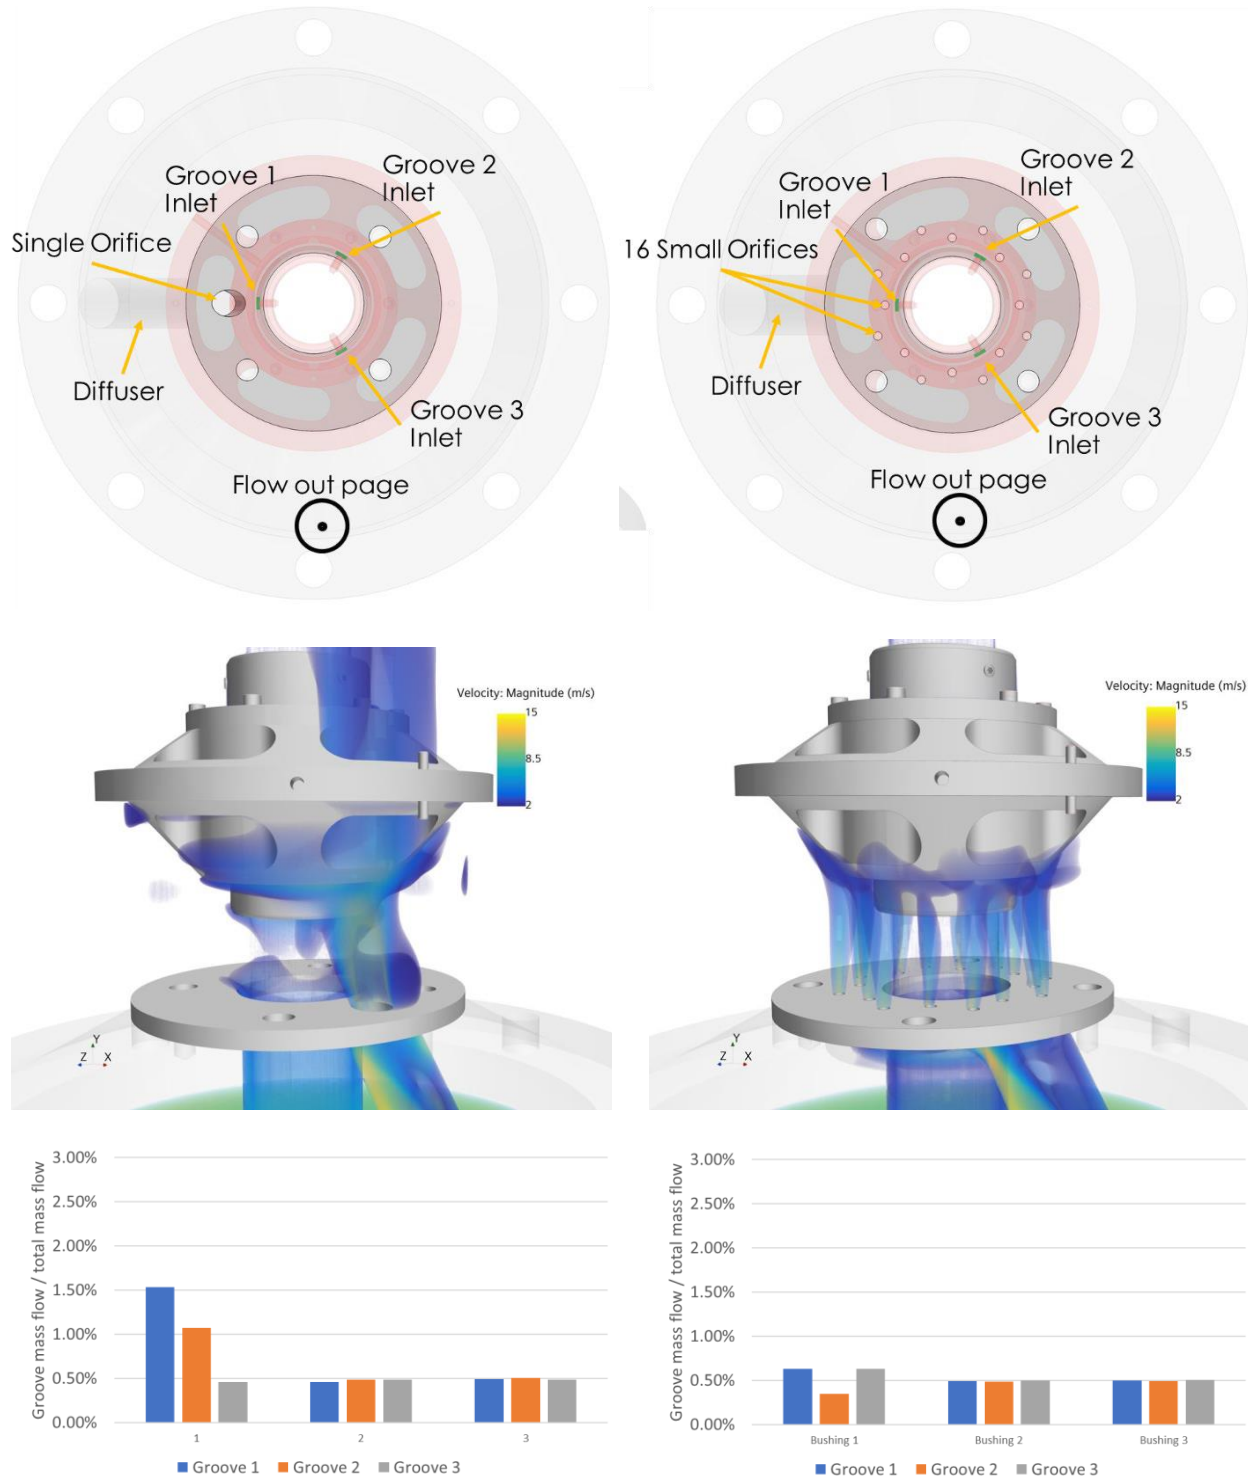 Groove 1
Inlet
Groove 2
Inlet
Single Orifice
Diffuser
Groove 3
Inlet
Flow out page
Groove 1
Inlet
Groove 2
Inlet
16 Small Orifices
Diffuser
Groove 3
Inlet
Flow out page
Velocity: Magnitude (m/s)
15
8.5
2
Y
Z X
Velocity: Magnitude (m/s)
15
8.5
2
Y
Z X
Groove mass flow / total mass flow
3.00%
2.50%
2.00%
1.50%
1.00%
0.50%
0.00%
1 2 3
Groove 1 Groove 2 Groove 3
Groove mass flow / total mass flow
3.00%
2.50%
2.00%
1.50%
1.00%
0.50%
0.00%
Bushing 1 Bushing 2 Bushing 3
Groove 1 Groove 2 Groove 3